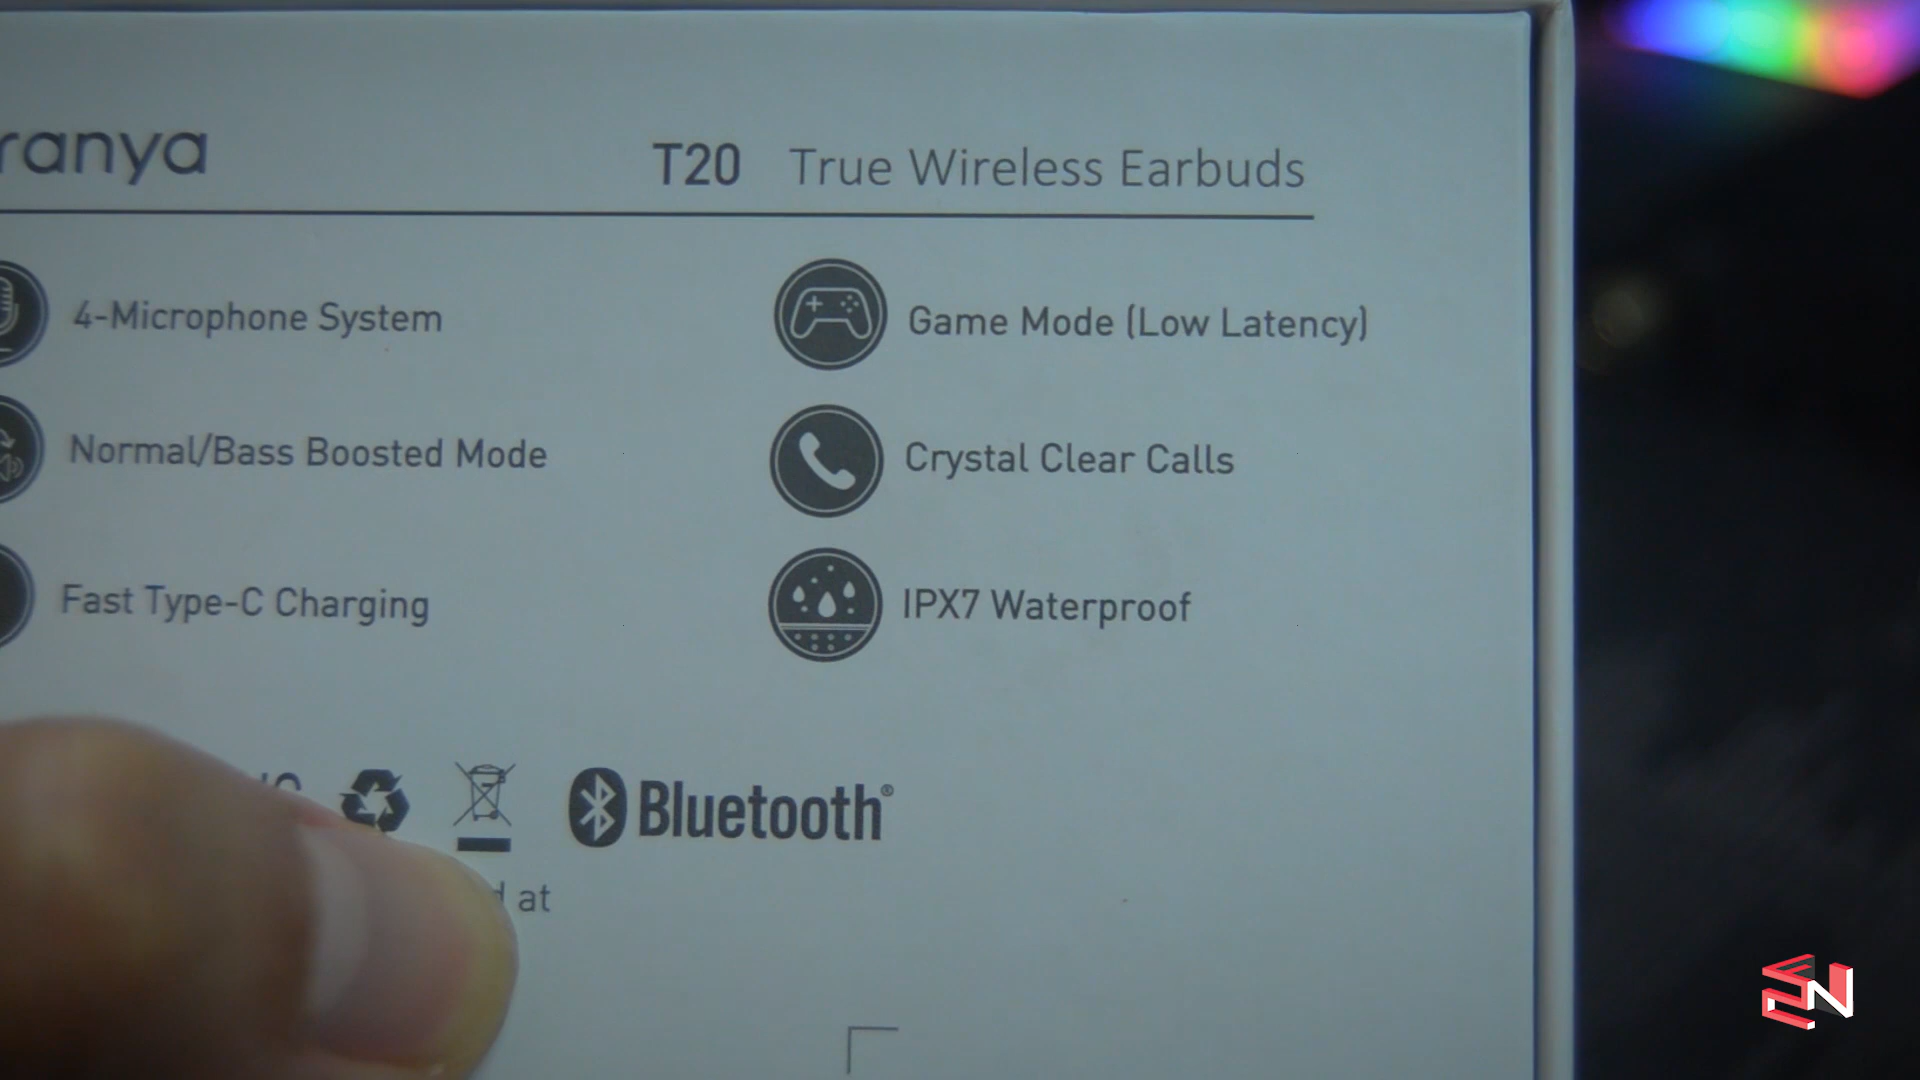 ranya
T20 True Wireless Earbuds
4-Microphone System
Game Mode (Low Latency)
Normal/Bass Boosted Mode
Crystal Clear Calls
Fast Type-C Charging
IPX7 Waterproof
Bluetooth®
at